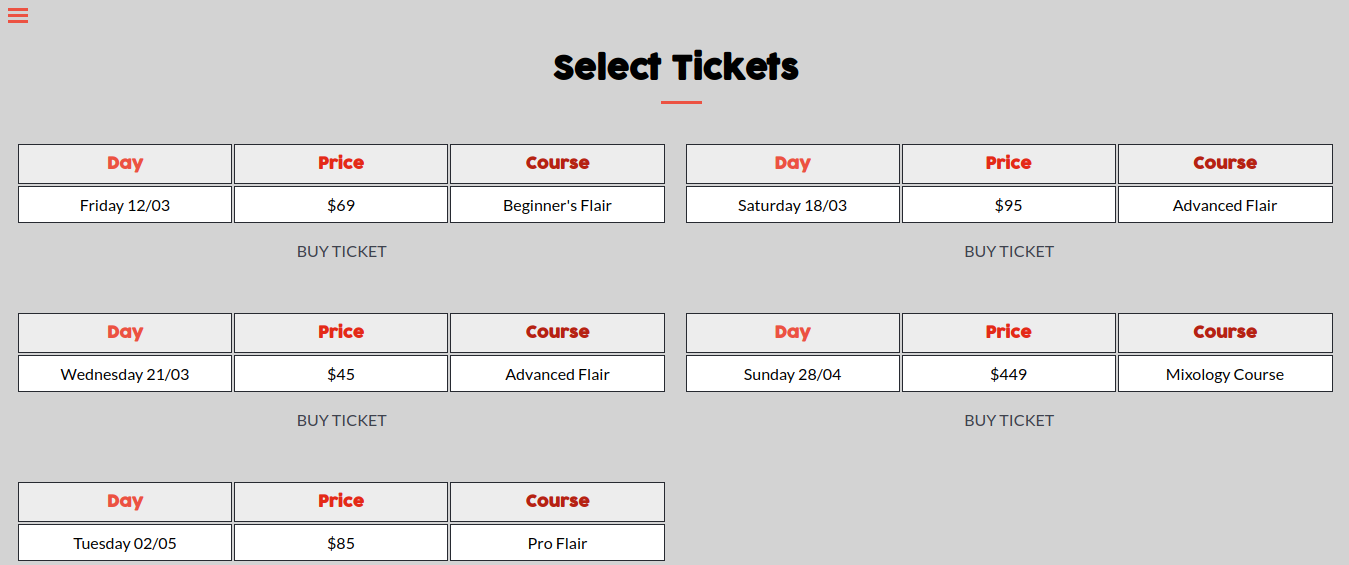 Select Tickets
Day Price Course
Friday 12/03 $69 Beginner's Flair
BUY TICKET
Day Price Course
Saturday 18/03 $95 Advanced Flair
BUY TICKET
Day Price Course
Wednesday 21/03 $45 Advanced Flair
BUY TICKET
Day Price Course
Sunday 28/04 $449 Mixology Course
BUY TICKET
Day Price Course
Tuesday 02/05 $85 Pro Flair